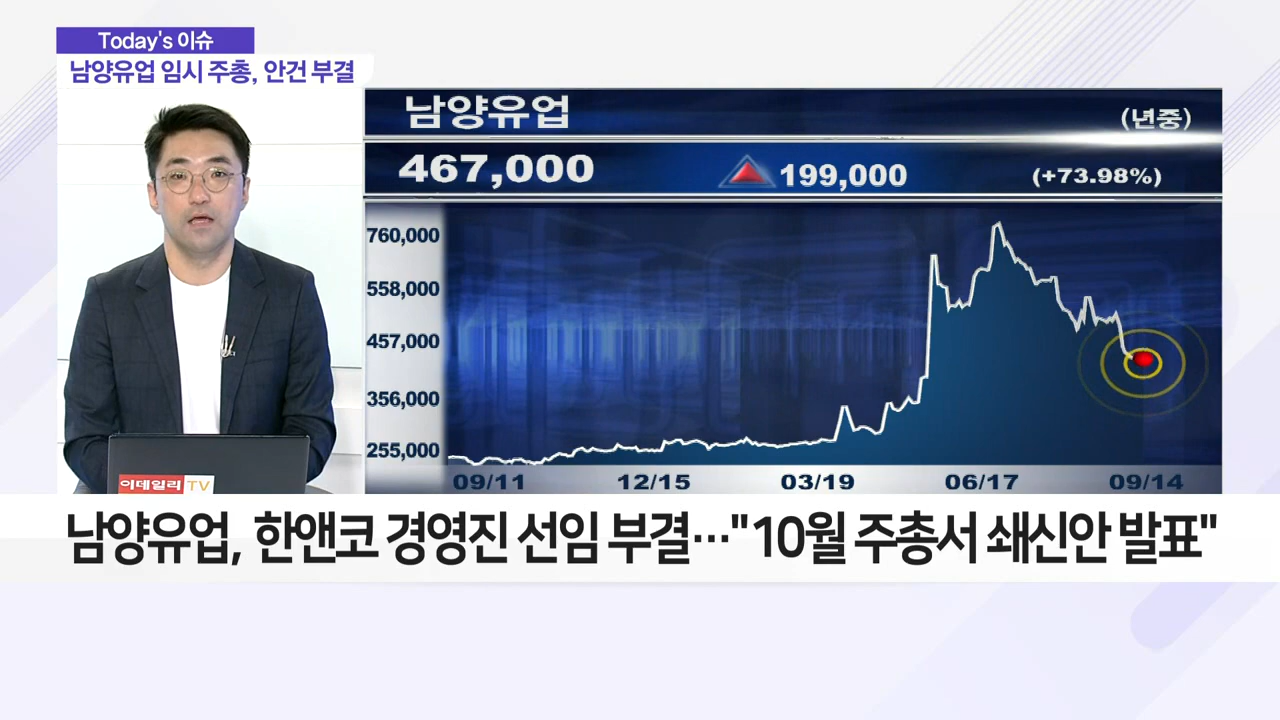 Today's 이슈
남양유업 임시 주총, 안건 부결
남양유업 (년중)
467,000 199,000 (+73.98%)
760,000
558,000
457,000
356,000
255,000
09/11 12/15 03/19 06/17 09/14
이데일리 TV
남양유업, 한앤코 경영진 선임 부결…"10월 주총서 쇄신안 발표"